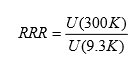 RRR = U(300K) / U(9.3K)